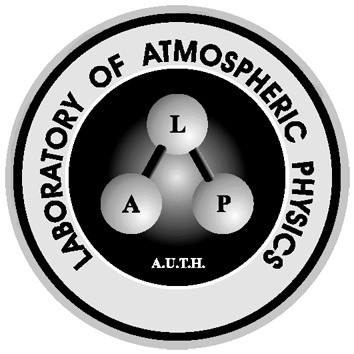 LABORATORY OF ATMOSPHERIC PHYSICS
L
A P
A.U.T.H.